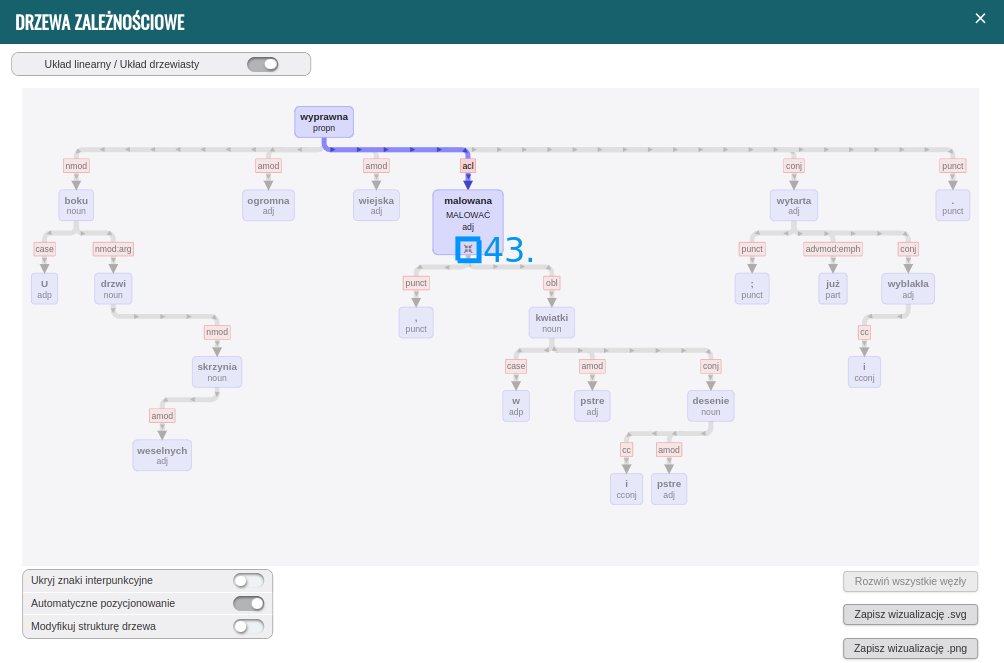 DRZEWA ZALEŻNOŚCIOWE
×
Układ linearny / Układ drzewiasty
wyprawna
propn
nmod amod amod acl conj punct
boku
noun
ogromna
adj
wiejska
adj
malowana
MALOWAĆ
adj
wytarta
adj
.
punct
43.
case nmod:arg punct advmod:emph conj
U
adp
drzwi
noun
punct obl
;
punct
już
part
wyblakła
adj
,
punct
kwiatki
noun
nmod cc
skrzynia
noun
i
cconj
case amod conj
w
adp
pstre
adj
desenie
noun
amod
weselnych
adj
cc amod
i
cconj
pstre
adj
Ukryj znaki interpunkcyjne
Automatyczne pozycjonowanie
Modyfikuj strukturę drzewa
Rozwiń wszystkie węzły
Zapisz wizualizację .svg
Zapisz wizualizację .png